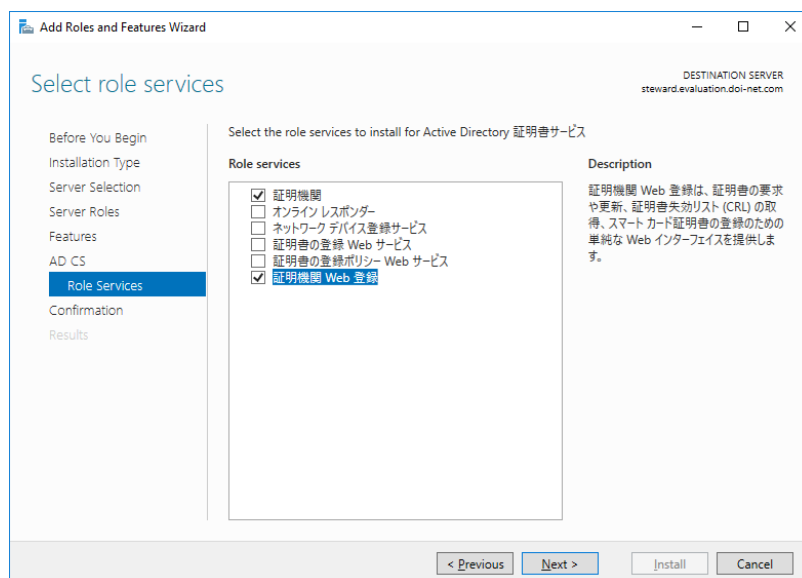 Add Roles and Features Wizard
Select role services
DESTINATION SERVER
steward.evaluation.doi-net.com
Before You Begin
Installation Type
Server Selection
Server Roles
Features
AD CS
Role Services
Confirmation
Results
Select the role services to install for Active Directory 証明書サービス
Role services
証明機関
オンライン レスポンダー
ネットワーク デバイス登録サービス
証明書の登録 Web サービス
証明書の登録ポリシー Web サービス
証明機関 Web 登録
Description
証明機関 Web 登録は、証明書の要求
や更新、証明書失効リスト (CRL) の取
得、スマート カード証明書の登録のための
単純な Web インターフェイスを提供しま
す。
< Previous
Next >
Install
Cancel